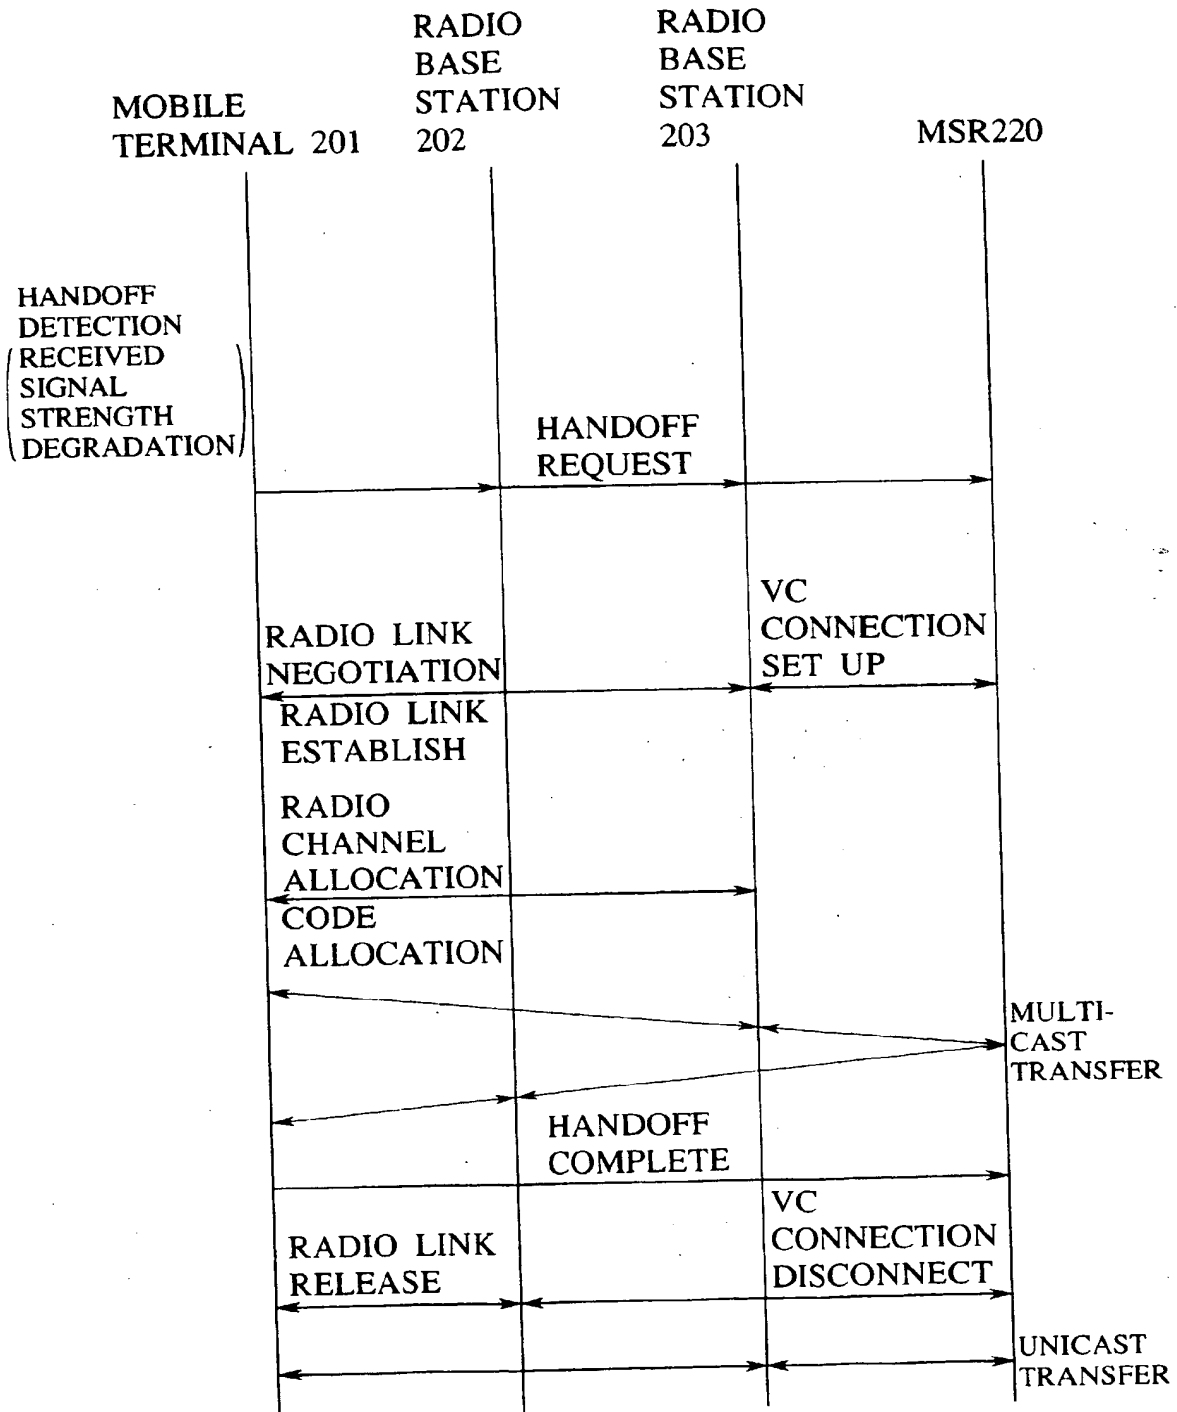 MOBILE
TERMINAL 201
RADIO
BASE
STATION
202
RADIO
BASE
STATION
203
MSR220
HANDOFF
DETECTION
(RECEIVED
SIGNAL
STRENGTH
DEGRADATION)
HANDOFF
REQUEST
RADIO LINK
NEGOTIATION
VC
CONNECTION
SET UP
RADIO LINK
ESTABLISH
RADIO
CHANNEL
ALLOCATION
CODE
ALLOCATION
MULTI-
CAST
TRANSFER
HANDOFF
COMPLETE
RADIO LINK
RELEASE
VC
CONNECTION
DISCONNECT
UNICAST
TRANSFER